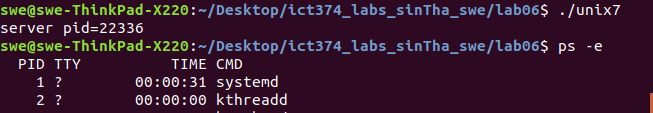 swe@swe-ThinkPad-X220:~/Desktop/ict374_labs_sinTha_swe/lab06$ ./unix7
server pid=22336
swe@swe-ThinkPad-X220:~/Desktop/ict374_labs_sinTha_swe/lab06$ ps -e
  PID TTY          TIME CMD
    1 ?        00:00:31 systemd
    2 ?        00:00:00 kthreadd